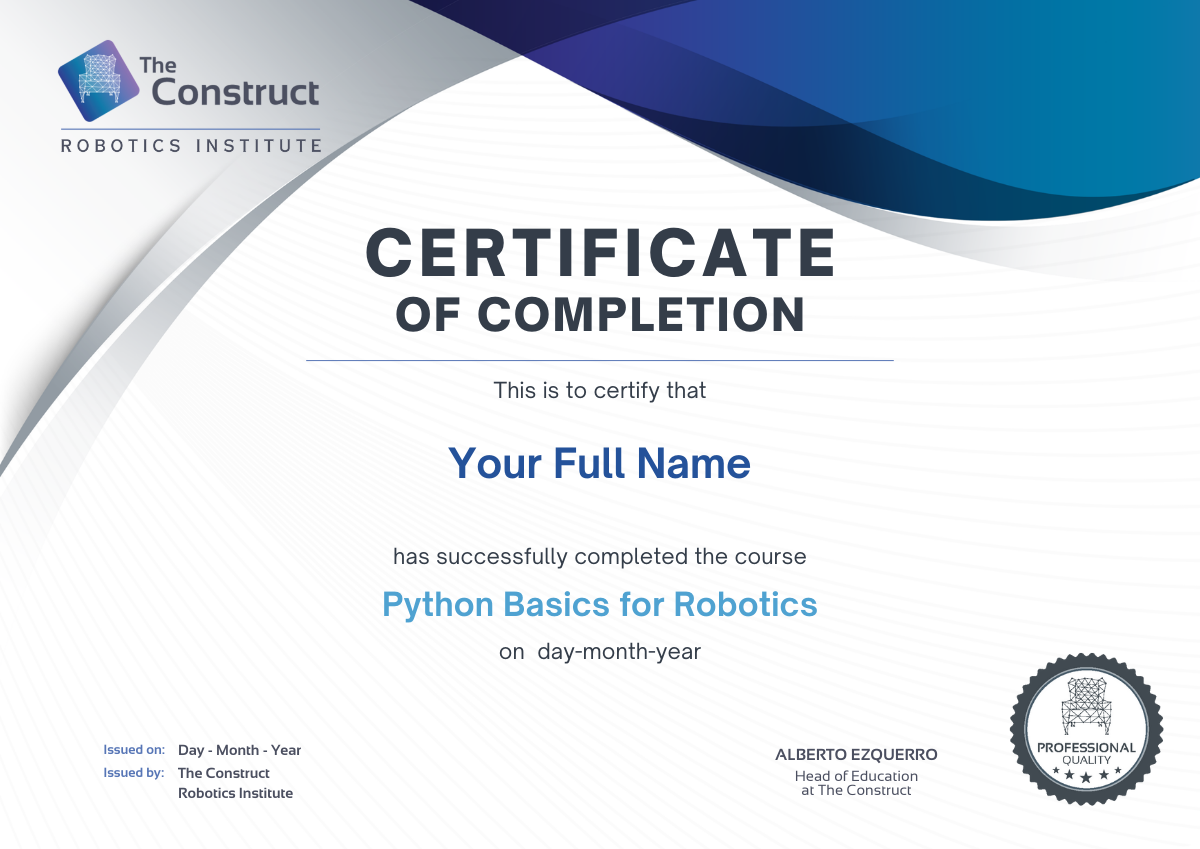 The
Construct
ROBOTICS INSTITUTE
CERTIFICATE
OF COMPLETION
This is to certify that
Your Full Name
has successfully completed the course
Python Basics for Robotics
on day-month-year
Issued on: Day - Month - Year
Issued by: The Construct
Robotics Institute
ALBERTO EZQUERRO
Head of Education
at The Construct
PROFESSIONAL
QUALITY